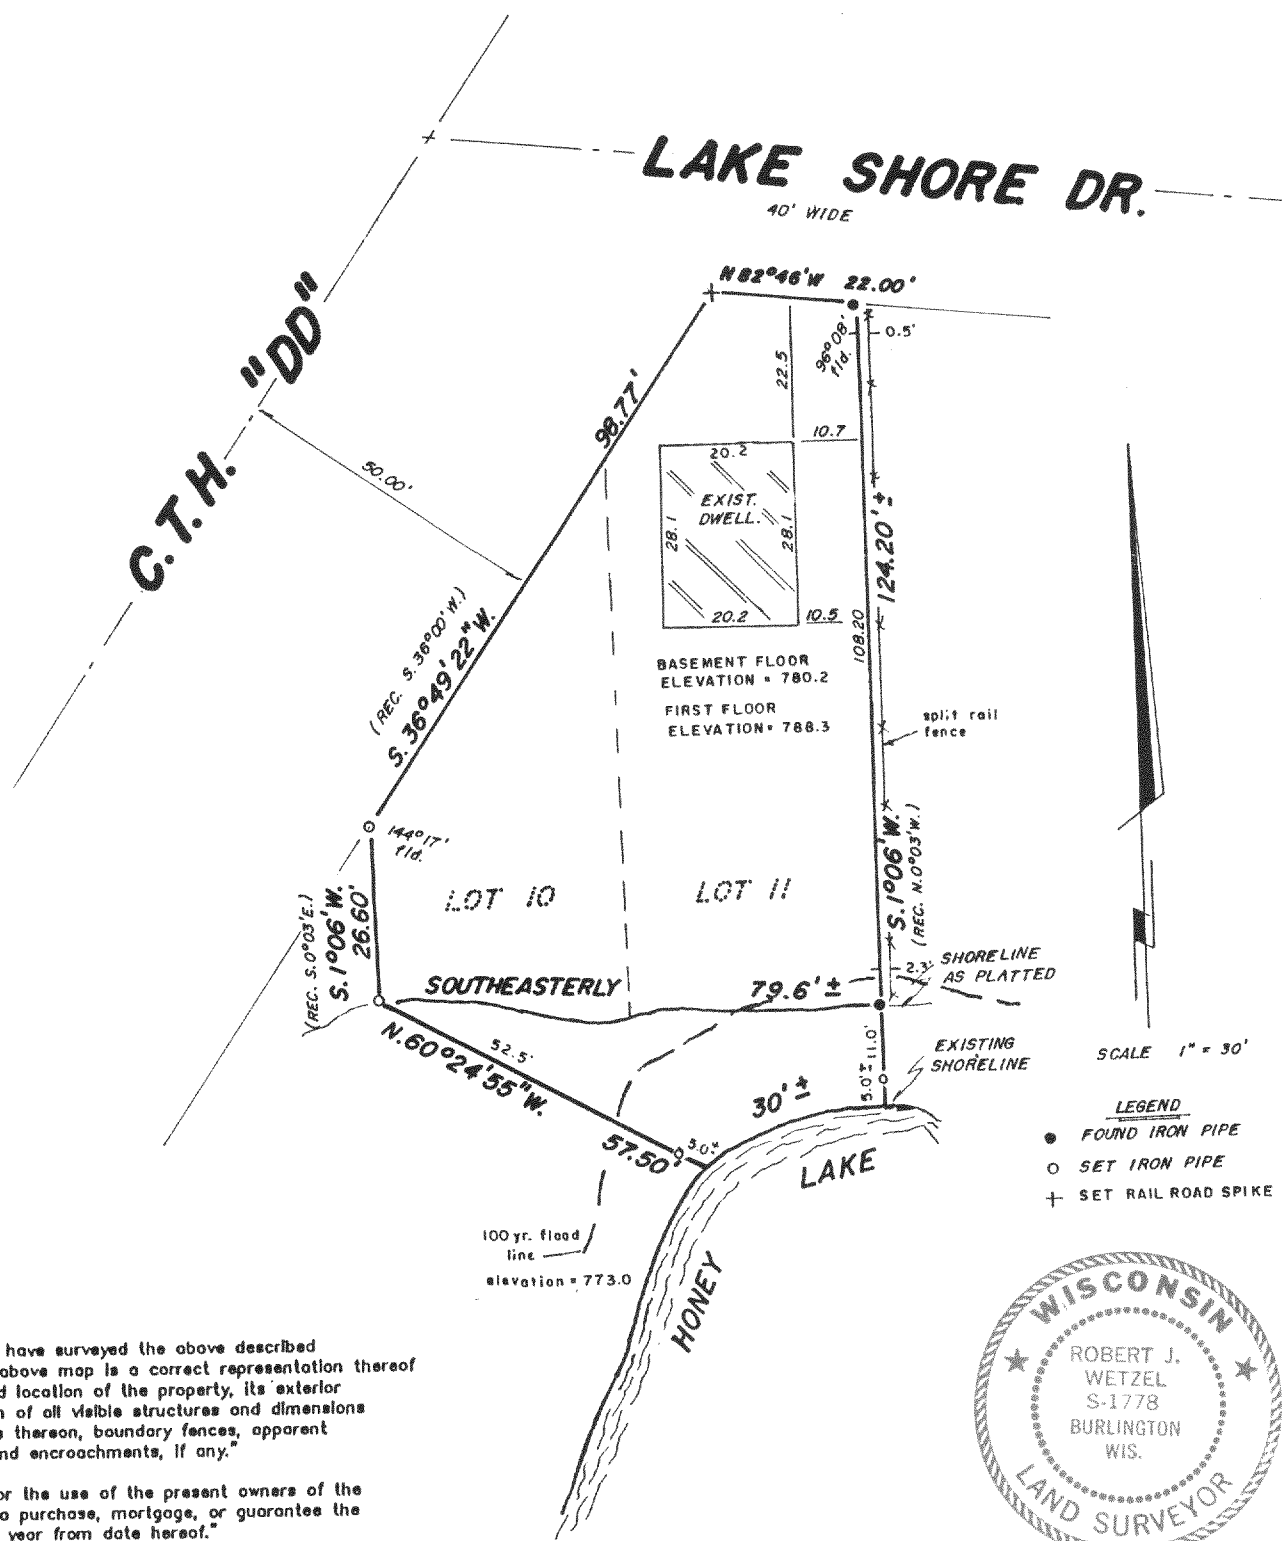 LAKE SHORE DR.
40' WIDE
C.T.H. "DD"
N 82°46'W 22.00'
96°08'
fld.
0.5'
22.5
10.7
98.77'
50.00'
20.2
EXIST.
DWELL.
28.1
28.1
20.2
10.5
124.20' ±
108.20
(REC. S. 36°00' W.)
S. 36°49'22" W.
BASEMENT FLOOR
ELEVATION = 780.2
FIRST FLOOR
ELEVATION= 788.3
split rail
fence
144°17'
fld.
LOT 10
LOT 11
S. 1°06' W.
(REC. N.0°03'W.)
(REC. S.0°03'E.)
S. 1°06' W.
26.60'
SOUTHEASTERLY
79.6' ±
2.3'
SHORELINE
AS PLATTED
52.5'
N.60°24'55"W.
57.50'
5.0'±
11.0'
5.0'±
30' ±
EXISTING
SHORELINE
HONEY LAKE
100 yr. flood
line
elevation = 773.0
SCALE 1" = 30'
LEGEND
FOUND IRON PIPE
SET IRON PIPE
SET RAIL ROAD SPIKE
have surveyed the above described
above map is a correct representation thereof
d location of the property, its exterior
n of all visible structures and dimensions
s thereon, boundary fences, apparent
nd encroachments, if any."
or the use of the present owners of the
o purchase, mortgage, or guarantee the
year from date hereof."
WISCONSIN
ROBERT J.
WETZEL
S-1778
BURLINGTON
WIS.
LAND SURVEYOR